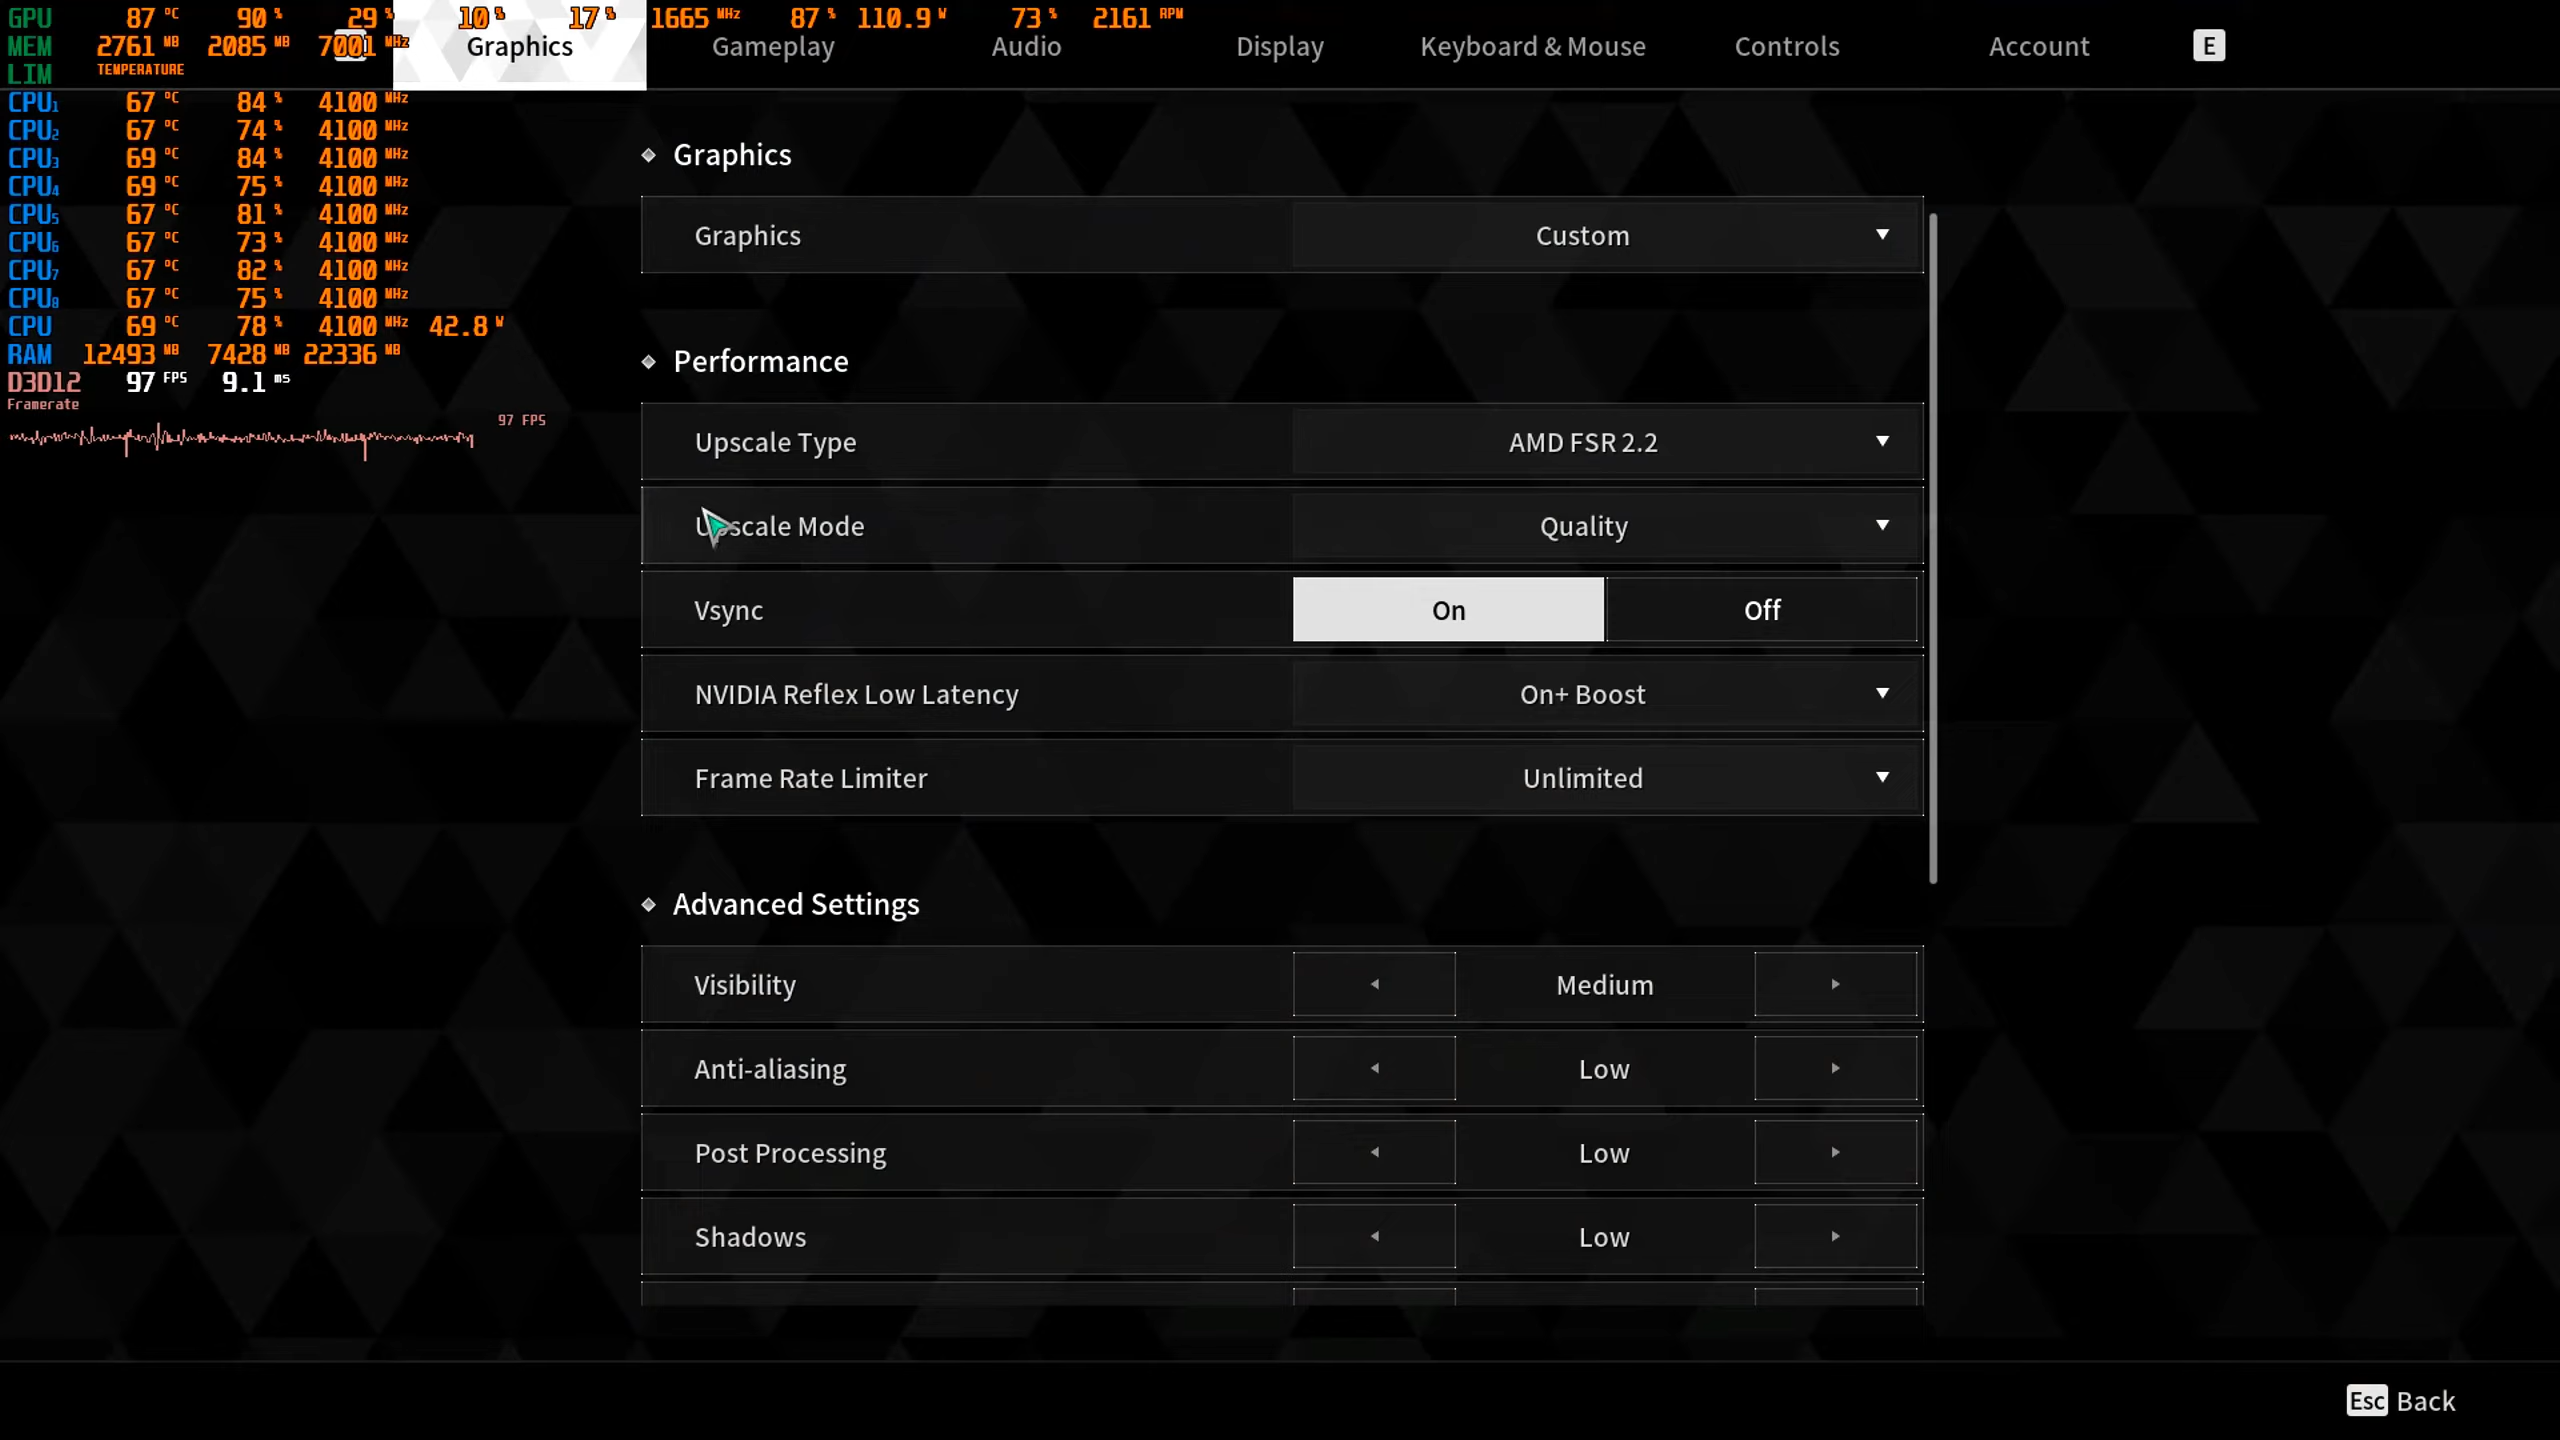 GPU 87 °C 90 % 29 % 10 % 17 % 1665 MHz 87 % 110.9 W 73 % 2161 RPM
MEM 2761 MB 2085 MB 7001 MHz
LIM TEMPERATURE
Graphics Gameplay Audio Display Keyboard & Mouse Controls Account E
CPU1 67 °C 84 % 4100 MHz
CPU2 67 °C 74 % 4100 MHz
CPU3 69 °C 84 % 4100 MHz
CPU4 69 °C 75 % 4100 MHz
CPU5 67 °C 81 % 4100 MHz
CPU6 67 °C 73 % 4100 MHz
CPU7 67 °C 82 % 4100 MHz
CPU8 67 °C 75 % 4100 MHz
CPU 69 °C 78 % 4100 MHz 42.8 W
RAM 12493 MB 7428 MB 22336 MB
D3D12 97 FPS 9.1 ms
Framerate
97 FPS
Graphics
Graphics Custom
Performance
Upscale Type AMD FSR 2.2
Upscale Mode Quality
Vsync On Off
NVIDIA Reflex Low Latency On+ Boost
Frame Rate Limiter Unlimited
Advanced Settings
Visibility Medium
Anti-aliasing Low
Post Processing Low
Shadows Low
Esc Back